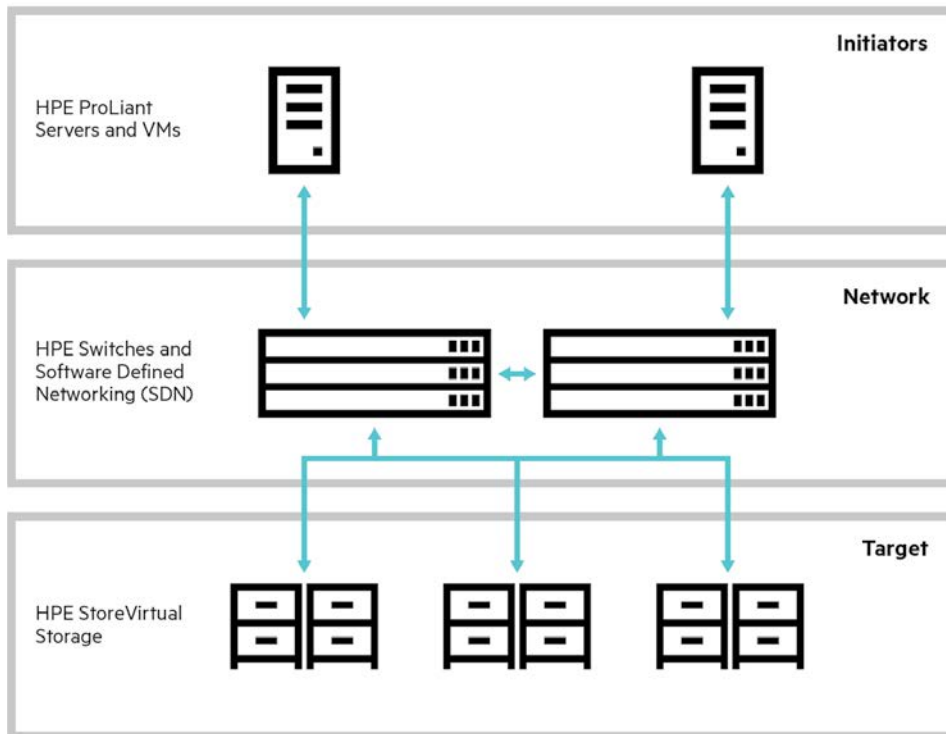 Initiators
HPE ProLiant
Servers and VMs
Network
HPE Switches and
Software Defined
Networking (SDN)
Target
HPE StoreVirtual
Storage